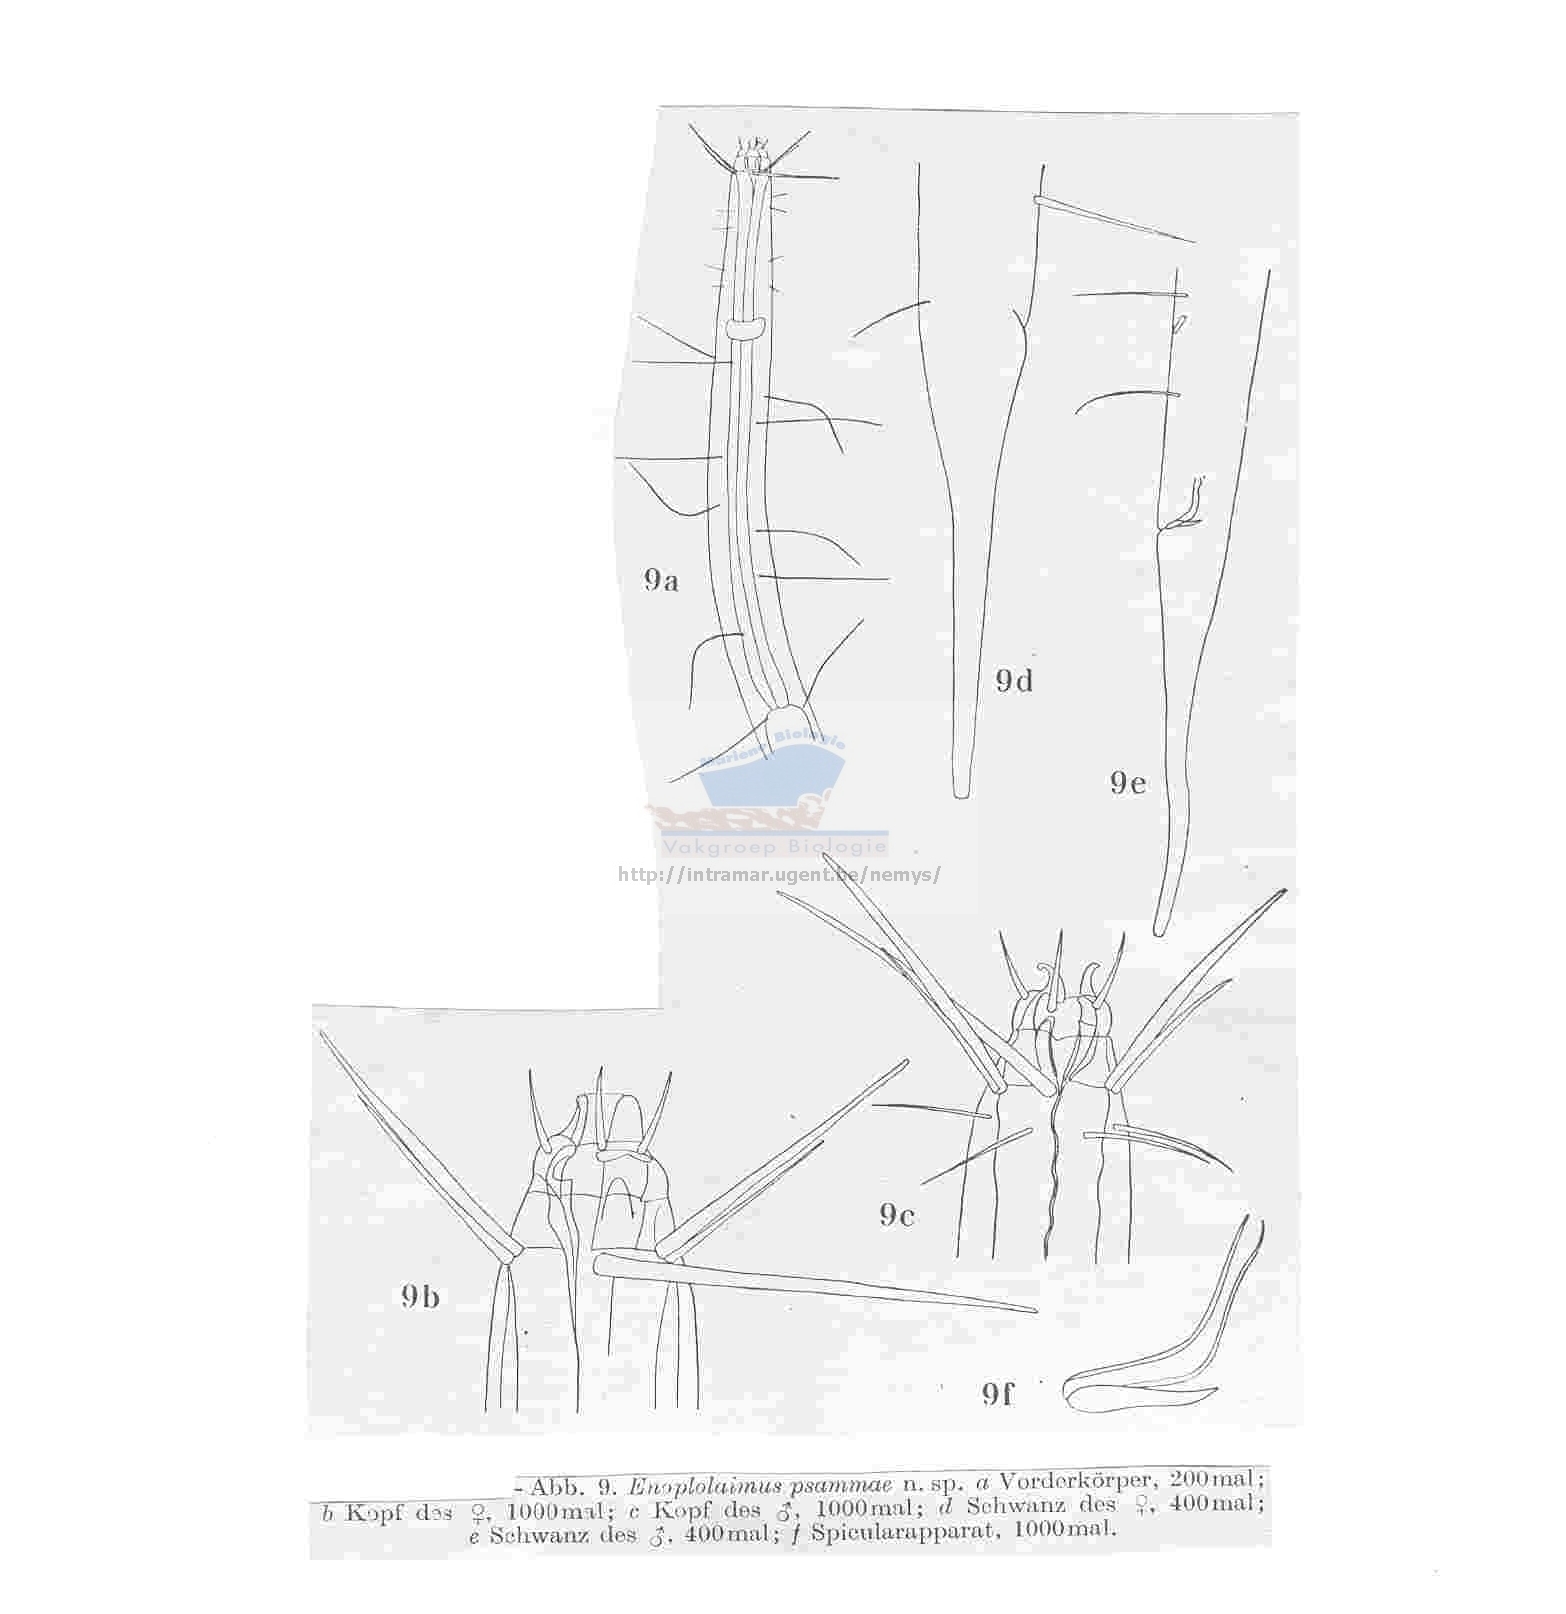 9a
9d
9e
Mariene Biologie
Vakgroep Biologie
http://intramar.ugent.be/nemys/
9c
9b
9f
- Abb. 9. Enoplolaimus psammae n. sp. a Vorderkörper, 200mal;
b Kopf des ♀, 1000mal; c Kopf des ♂, 1000mal; d Schwanz des ♀, 400mal;
e Schwanz des ♂, 400mal; f Spicularapparat, 1000mal.